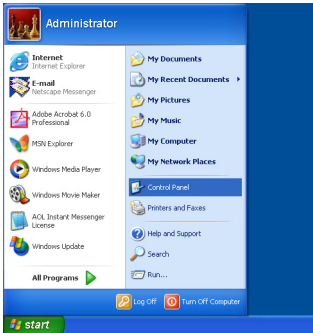 Administrator
Internet
Internet Explorer
E-mail
Netscape Messenger
Adobe Acrobat 6.0
Professional
MSN Explorer
Windows Media Player
Windows Movie Maker
AOL Instant Messenger
License
Windows Update
All Programs
My Documents
My Recent Documents
My Pictures
My Music
My Computer
My Network Places
Control Panel
Printers and Faxes
Help and Support
Search
Run...
Log Off
Turn Off Computer
start